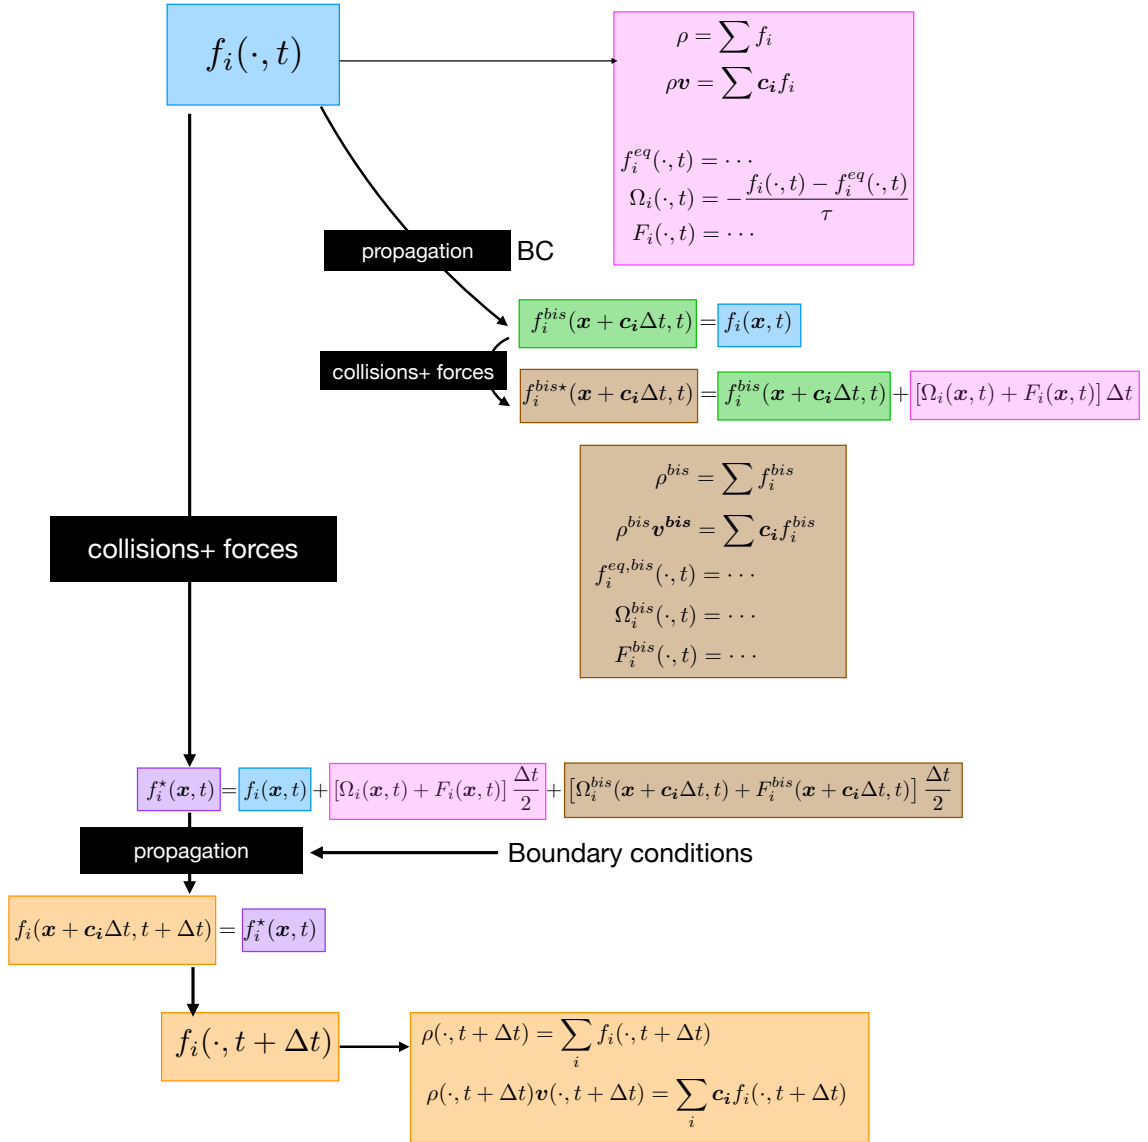 f_i(·, t)
ρ = ∑ f_i
ρ𝒗 = ∑ 𝒄_𝒊 f_i
f_i^{eq}(·, t) = ···
Ω_i(·, t) = −\frac{f_i(·, t) − f_i^{eq}(·, t)}{τ}
F_i(·, t) = ···
propagation BC
f_i^{bis}(𝒙 + 𝒄_𝒊Δt, t) = f_i(𝒙, t)
collisions+ forces
f_i^{bis⋆}(𝒙 + 𝒄_𝒊Δt, t) = f_i^{bis}(𝒙 + 𝒄_𝒊Δt, t) + [Ω_i(𝒙, t) + F_i(𝒙, t)] Δt
ρ^{bis} = ∑ f_i^{bis}
ρ^{bis}𝒗^{𝒃𝒊𝒔} = ∑ 𝒄_𝒊 f_i^{bis}
f_i^{eq,bis}(·, t) = ···
Ω_i^{bis}(·, t) = ···
F_i^{bis}(·, t) = ···
collisions+ forces
f_i^⋆(𝒙, t) = f_i(𝒙, t) + [Ω_i(𝒙, t) + F_i(𝒙, t)] \frac{Δt}{2} + [Ω_i^{bis}(𝒙 + 𝒄_𝒊Δt, t) + F_i^{bis}(𝒙 + 𝒄_𝒊Δt, t)] \frac{Δt}{2}
propagation
Boundary conditions
f_i(𝒙 + 𝒄_𝒊Δt, t + Δt) = f_i^⋆(𝒙, t)
f_i(·, t + Δt)
ρ(·, t + Δt) = ∑_i f_i(·, t + Δt)
ρ(·, t + Δt)𝒗(·, t + Δt) = ∑_i 𝒄_𝒊 f_i(·, t + Δt)